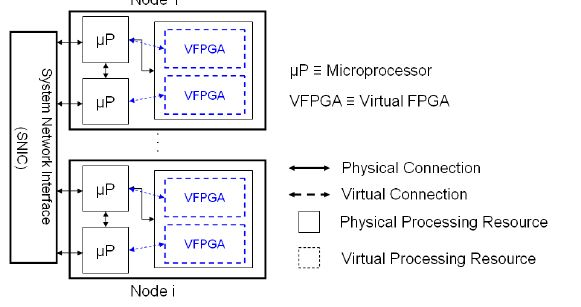 Node 1
System Network Interface
(SNIC)
µP
VFPGA
µP
VFPGA
µP
VFPGA
µP
VFPGA
Node i
µP ≡ Microprocessor
VFPGA ≡ Virtual FPGA
Physical Connection
Virtual Connection
Physical Processing Resource
Virtual Processing Resource